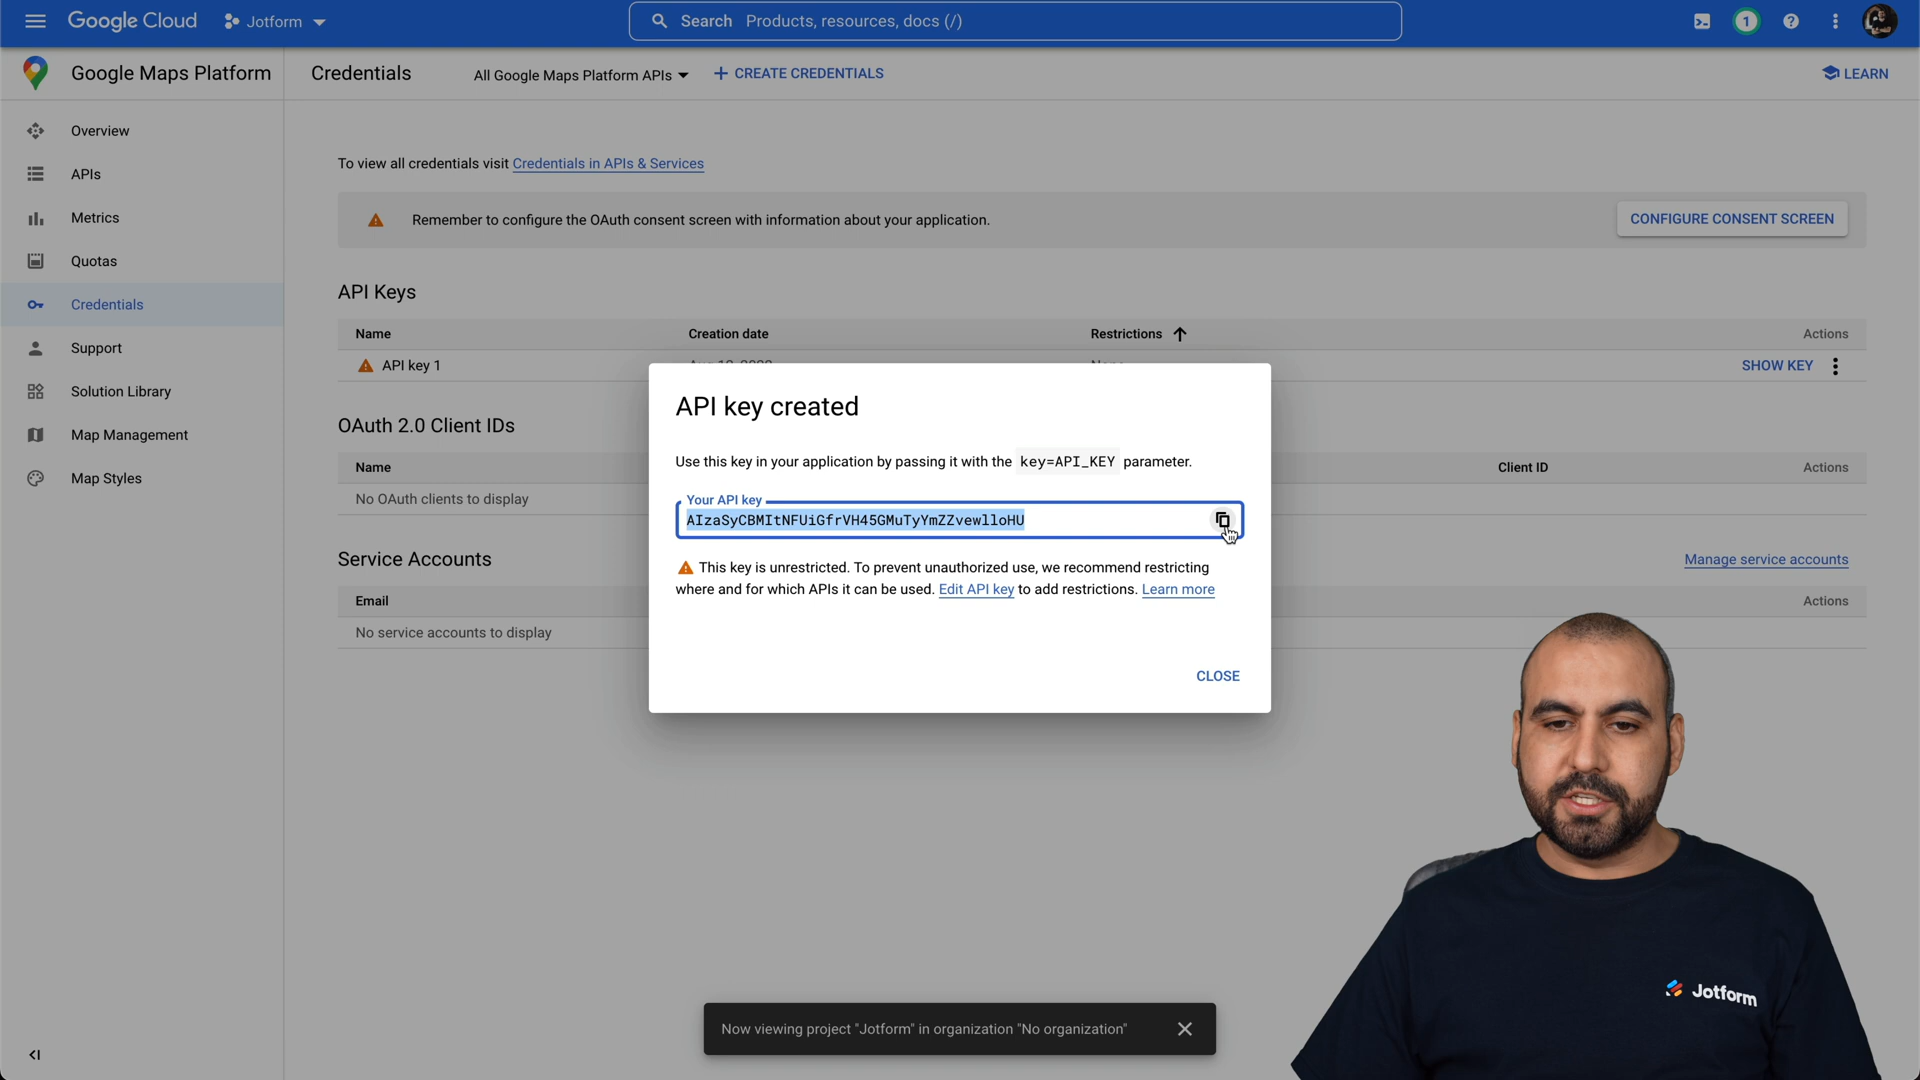 Google Cloud
Jotform
Search Products, resources, docs (/)
1
Google Maps Platform
Credentials
All Google Maps Platform APIs
+ CREATE CREDENTIALS
LEARN
Overview
APIs
Metrics
Quotas
Credentials
Support
Solution Library
Map Management
Map Styles
To view all credentials visit Credentials in APIs & Services
Remember to configure the OAuth consent screen with information about your application.
CONFIGURE CONSENT SCREEN
API Keys
Name Creation date Restrictions Actions
API key 1
SHOW KEY
OAuth 2.0 Client IDs
Name Client ID Actions
No OAuth clients to display
Service Accounts
Manage service accounts
Email Actions
No service accounts to display
API key created
Use this key in your application by passing it with the key=API_KEY parameter.
Your API key
AIzaSyCBMItNFUiGfrVH45GMuTyYmZZvewlloHU
This key is unrestricted. To prevent unauthorized use, we recommend restricting
where and for which APIs it can be used. Edit API key to add restrictions. Learn more
CLOSE
Now viewing project "Jotform" in organization "No organization"
Jotform